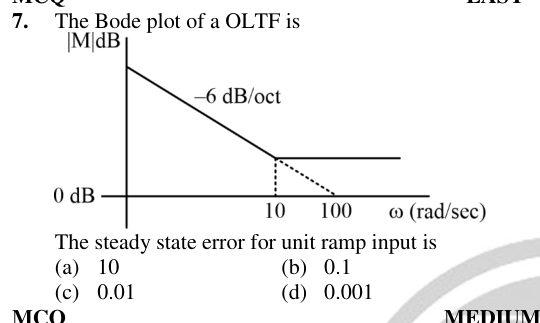 MCQ
EASY
7. The Bode plot of a OLTF is
|M|dB
–6 dB/oct
0 dB
10 100 ω (rad/sec)
The steady state error for unit ramp input is
(a) 10 (b) 0.1
(c) 0.01 (d) 0.001
MCQ MEDIUM